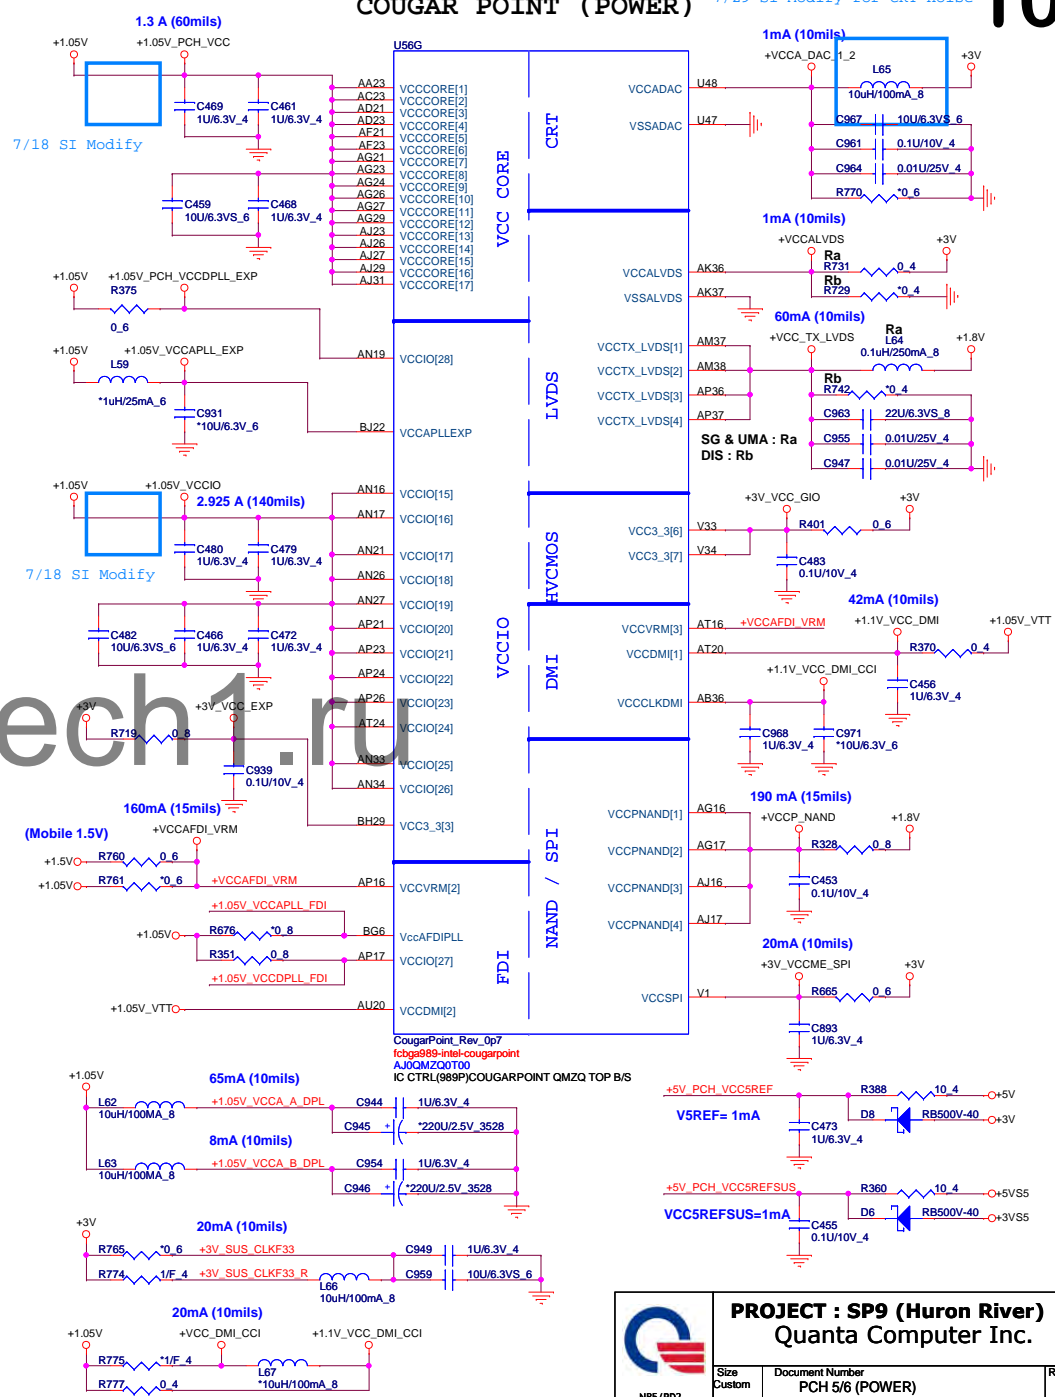 COUGAR POINT (POWER)
1.3 A (60mils)
+1.05V
+1.05V_PCH_VCC
C469
1U/6.3V_4
C461
1U/6.3V_4
7/18 SI Modify
C459
10U/6.3VS_6
C468
1U/6.3V_4
+1.05V
+1.05V_PCH_VCCDPLL_EXP
R375
0_6
+1.05V
+1.05V_VCCAPLL_EXP
L59
*1uH/25mA_6
C931
*10U/6.3V_6
+1.05V
+1.05V_VCCIO
2.925 A (140mils)
C480
1U/6.3V_4
C479
1U/6.3V_4
7/18 SI Modify
C482
10U/6.3VS_6
C466
1U/6.3V_4
C472
1U/6.3V_4
ech1.ru
+3V
+3V_VCC_EXP
R719
0_8
C939
0.1U/10V_4
160mA (15mils)
(Mobile 1.5V)
+VCCAFDI_VRM
+1.5V
R760
0_6
+1.05V
R761
*0_6
+VCCAFDI_VRM
+1.05V_VCCAPLL_FDI
+1.05V
R676
*0_8
R351
0_8
+1.05V_VCCDPLL_FDI
+1.05V_VTT
U56G
AA23 VCCCORE[1]
AC23 VCCCORE[2]
AD21 VCCCORE[3]
AD23 VCCCORE[4]
AF21 VCCCORE[5]
AF23 VCCCORE[6]
AG21 VCCCORE[7]
AG23 VCCCORE[8]
AG24 VCCCORE[9]
AG26 VCCCORE[10]
AG27 VCCCORE[11]
AG29 VCCCORE[12]
AJ23 VCCCORE[13]
AJ26 VCCCORE[14]
AJ27 VCCCORE[15]
AJ29 VCCCORE[16]
AJ31 VCCCORE[17]
VCC CORE
AN19 VCCIO[28]
BJ22 VCCAPLLEXP
AN16 VCCIO[15]
AN17 VCCIO[16]
AN21 VCCIO[17]
AN26 VCCIO[18]
AN27 VCCIO[19]
AP21 VCCIO[20]
AP23 VCCIO[21]
AP24 VCCIO[22]
AP26 VCCIO[23]
AT24 VCCIO[24]
AN33 VCCIO[25]
AN34 VCCIO[26]
VCCIO
BH29 VCC3_3[3]
AP16 VCCVRM[2]
BG6 VccAFDIPLL
AP17 VCCIO[27]
AU20 VCCDMI[2]
FDI
CRT
VCCADAC U48
VSSADAC U47
LVDS
VCCALVDS AK36
VSSALVDS AK37
VCCTX_LVDS[1] AM37
VCCTX_LVDS[2] AM38
VCCTX_LVDS[3] AP36
VCCTX_LVDS[4] AP37
HVCMOS
VCC3_3[6] V33
VCC3_3[7] V34
DMI
VCCVRM[3] AT16
VCCDMI[1] AT20
VCCCLKDMI AB36
NAND / SPI
VCCPNAND[1] AG16
VCCPNAND[2] AG17
VCCPNAND[3] AJ16
VCCPNAND[4] AJ17
VCCSPI V1
CougarPoint_Rev_0p7
fcbga989-intel-cougarpoint
AJ0QMZQ0T00
IC CTRL(989P)COUGARPOINT QMZQ TOP B/S
1mA (10mils)
+VCCA_DAC_1_2
+3V
L65
10uH/100mA_8
C967
10U/6.3VS_6
C961
0.1U/10V_4
C964
0.01U/25V_4
R770
*0_6
1mA (10mils)
+VCCALVDS
+3V
Ra
R731
0_4
Rb
R729
*0_4
60mA (10mils)
+VCC_TX_LVDS
+1.8V
Ra
L64
0.1uH/250mA_8
Rb
R742
*0_4
C963
22U/6.3VS_8
C955
0.01U/25V_4
C947
0.01U/25V_4
SG & UMA : Ra
DIS : Rb
+3V_VCC_GIO
+3V
R401
0_6
C483
0.1U/10V_4
42mA (10mils)
+VCCAFDI_VRM
+1.1V_VCC_DMI
+1.05V_VTT
R370
0_4
+1.1V_VCC_DMI_CCI
C456
1U/6.3V_4
C968
1U/6.3V_4
C971
*10U/6.3V_6
190 mA (15mils)
+VCCP_NAND
+1.8V
R328
0_8
C453
0.1U/10V_4
20mA (10mils)
+3V_VCCME_SPI
+3V
R665
0_6
C893
1U/6.3V_4
+1.05V
65mA (10mils)
L62
10uH/100MA_8
+1.05V_VCCA_A_DPL
C944
1U/6.3V_4
C945
+
*220U/2.5V_3528
8mA (10mils)
L63
10uH/100MA_8
+1.05V_VCCA_B_DPL
C954
1U/6.3V_4
C946
+
*220U/2.5V_3528
+3V
20mA (10mils)
R765
*0_6
+3V_SUS_CLKF33
C949
1U/6.3V_4
R774
1/F_4
+3V_SUS_CLKF33_R
L66
10uH/100mA_8
C959
10U/6.3VS_6
20mA (10mils)
+1.05V
+VCC_DMI_CCI
+1.1V_VCC_DMI_CCI
R775
*1/F_4
L67
*10uH/100mA_8
R777
0_4
+5V_PCH_VCC5REF
R388
10_4
+5V
V5REF= 1mA
D8
RB500V-40
+3V
C473
1U/6.3V_4
+5V_PCH_VCC5REFSUS
R360
10_4
+5VS5
VCC5REFSUS=1mA
D6
RB500V-40
+3VS5
C455
0.1U/10V_4
PROJECT : SP9 (Huron River)
Quanta Computer Inc.
Size
Custom
Document Number
PCH 5/6 (POWER)